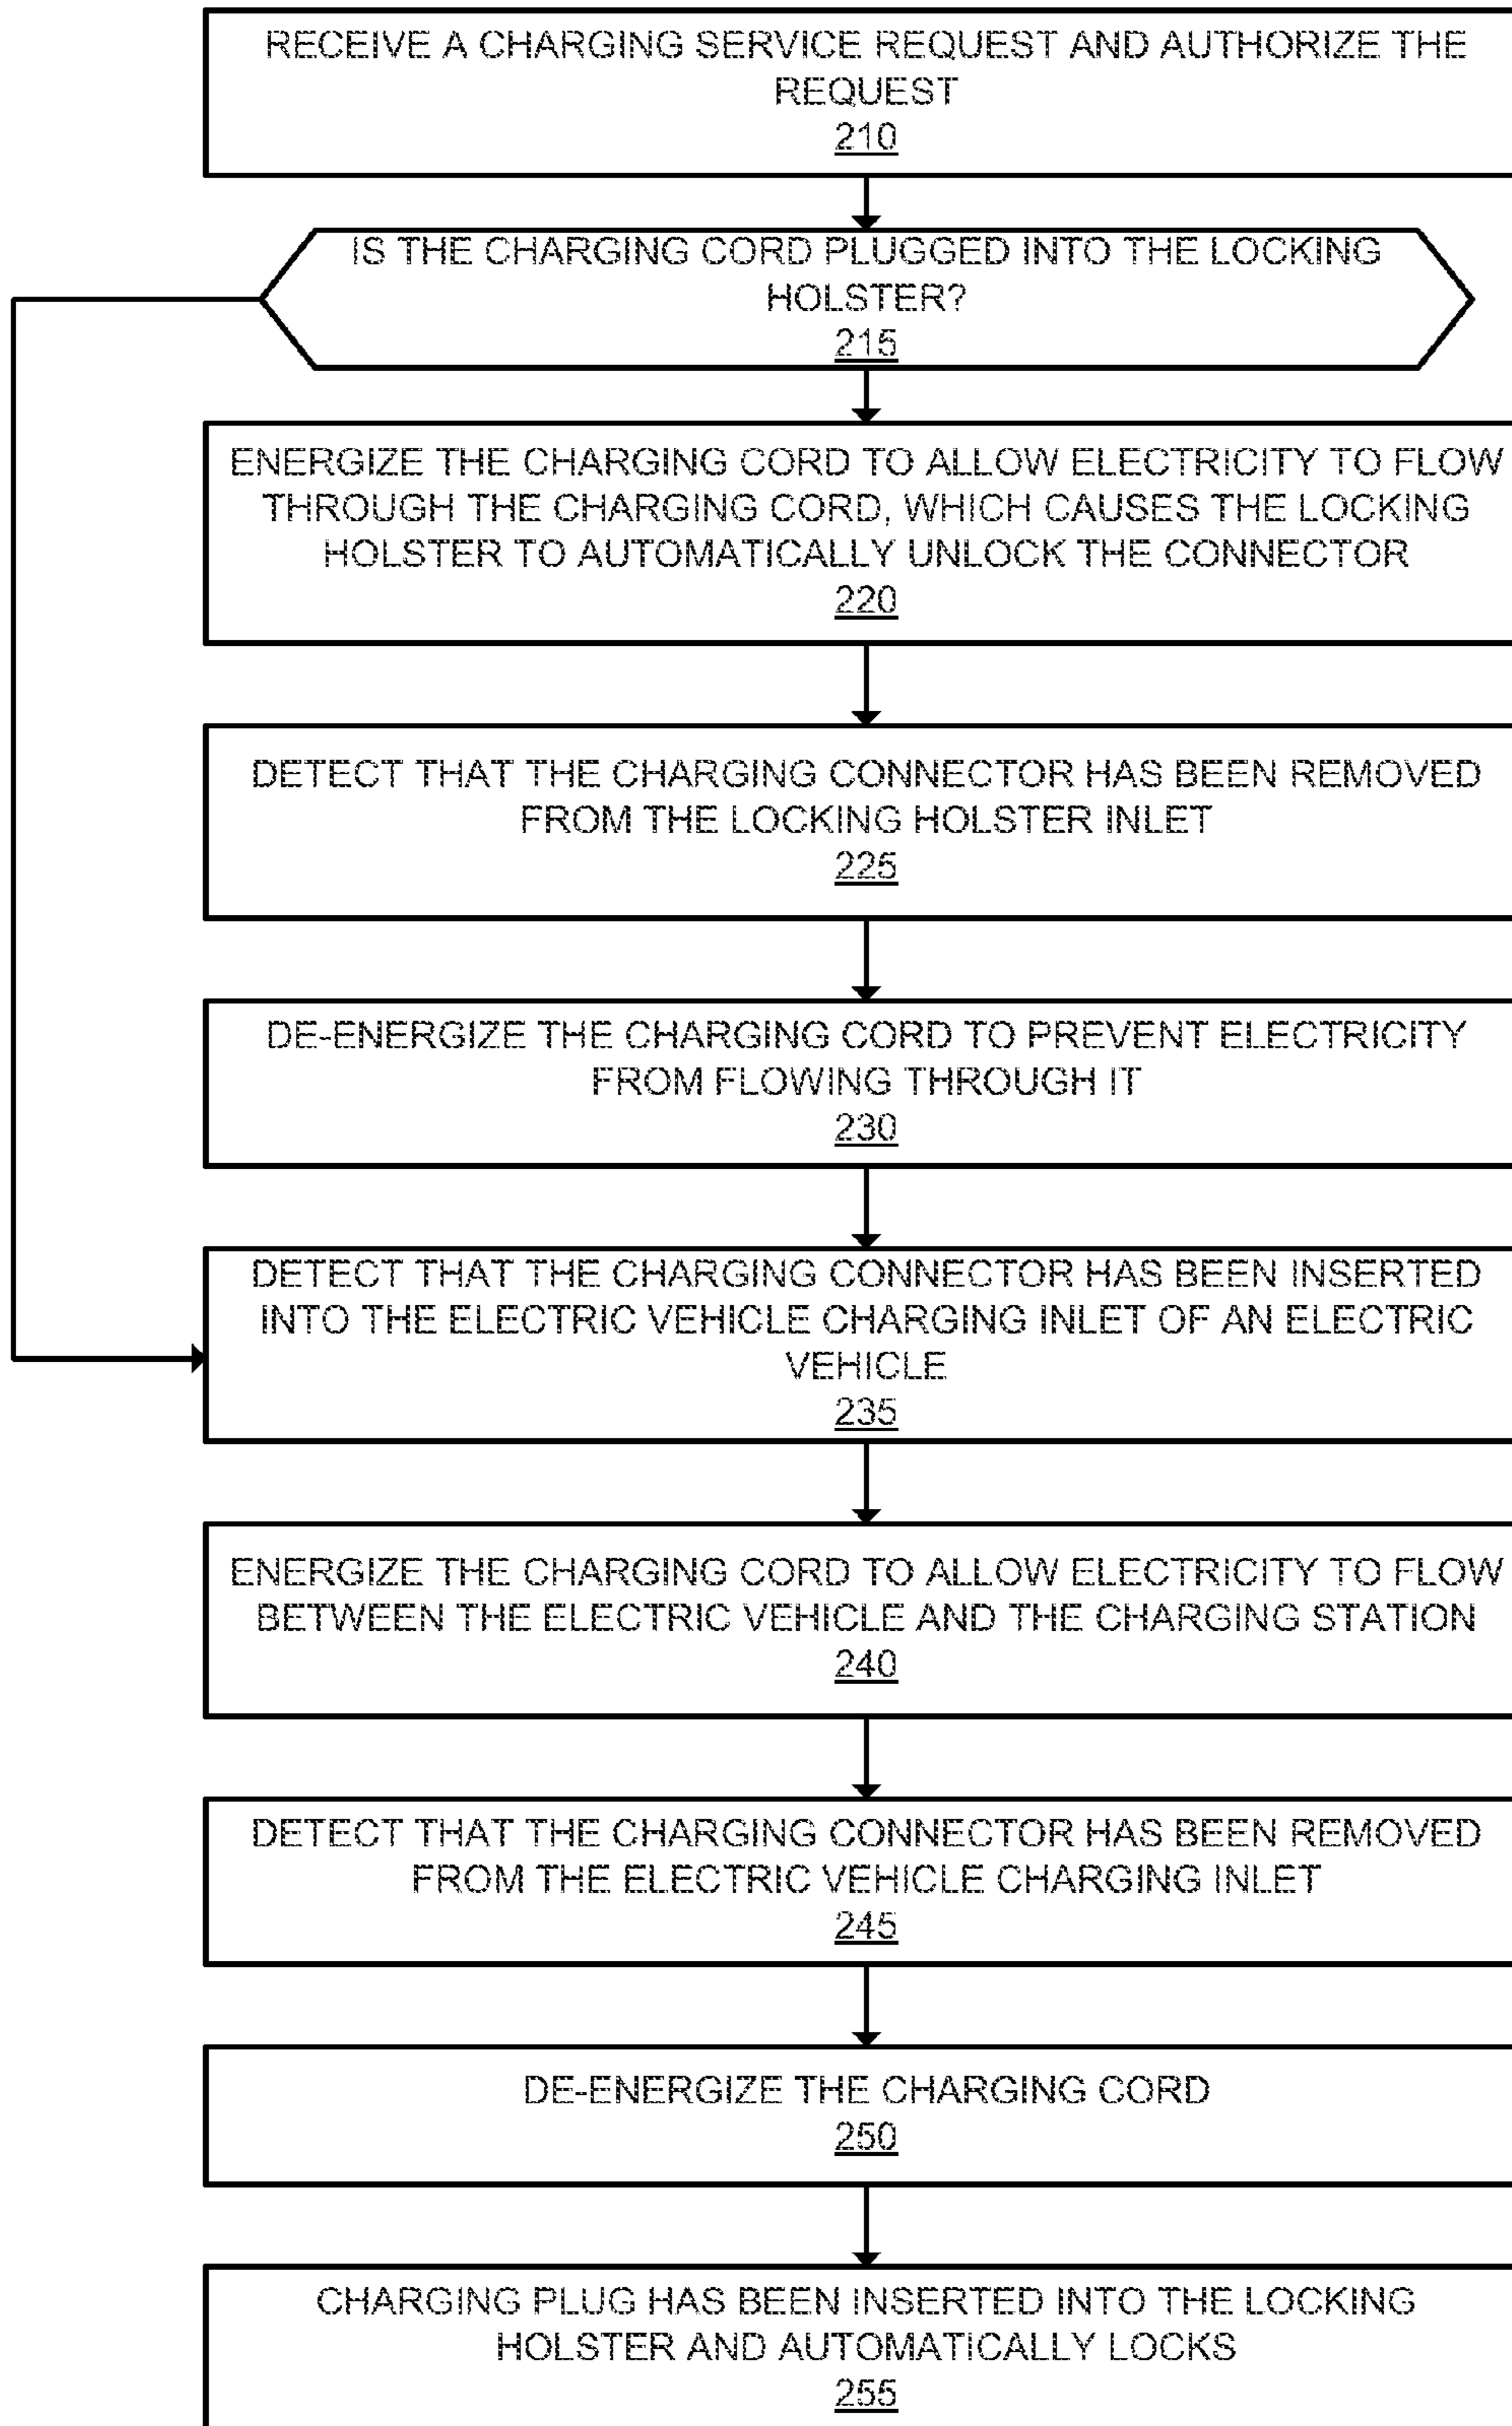 RECEIVE A CHARGING SERVICE REQUEST AND AUTHORIZE THE
REQUEST
210
IS THE CHARGING CORD PLUGGED INTO THE LOCKING
HOLSTER?
215
ENERGIZE THE CHARGING CORD TO ALLOW ELECTRICITY TO FLOW
THROUGH THE CHARGING CORD, WHICH CAUSES THE LOCKING
HOLSTER TO AUTOMATICALLY UNLOCK THE CONNECTOR
220
DETECT THAT THE CHARGING CONNECTOR HAS BEEN REMOVED
FROM THE LOCKING HOLSTER INLET
225
DE-ENERGIZE THE CHARGING CORD TO PREVENT ELECTRICITY
FROM FLOWING THROUGH IT
230
DETECT THAT THE CHARGING CONNECTOR HAS BEEN INSERTED
INTO THE ELECTRIC VEHICLE CHARGING INLET OF AN ELECTRIC
VEHICLE
235
ENERGIZE THE CHARGING CORD TO ALLOW ELECTRICITY TO FLOW
BETWEEN THE ELECTRIC VEHICLE AND THE CHARGING STATION
240
DETECT THAT THE CHARGING CONNECTOR HAS BEEN REMOVED
FROM THE ELECTRIC VEHICLE CHARGING INLET
245
DE-ENERGIZE THE CHARGING CORD
250
CHARGING PLUG HAS BEEN INSERTED INTO THE LOCKING
HOLSTER AND AUTOMATICALLY LOCKS
255